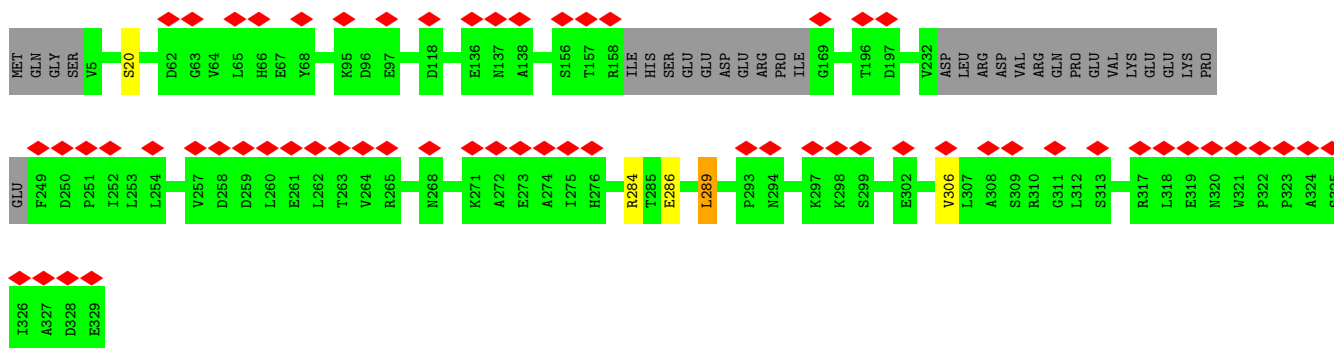 MET GLN GLY SER V5 S20 D62 G63 V64 L65 H66 E67 Y68 K95 D96 E97 D118 E136 N137 A138 S156 T157 R158 ILE HIS SER GLU GLU ASP GLU ARG PRO ILE G169 T196 D197 V232 ASP LEU ARG ASP VAL ARG GLN PRO GLU VAL LYS GLU GLU LYS PRO
GLU F249 D250 P251 I252 L253 L254 V257 D258 D259 L260 E261 L262 T263 V264 R265 N268 K271 A272 E273 A274 I275 H276 R284 T285 E286 L289 P293 N294 K297 K298 S299 E302 V306 L307 A308 S309 R310 G311 L312 S313 R317 L318 E319 N320 W321 P322 P323 A324 S325
I326 A327 D328 E329